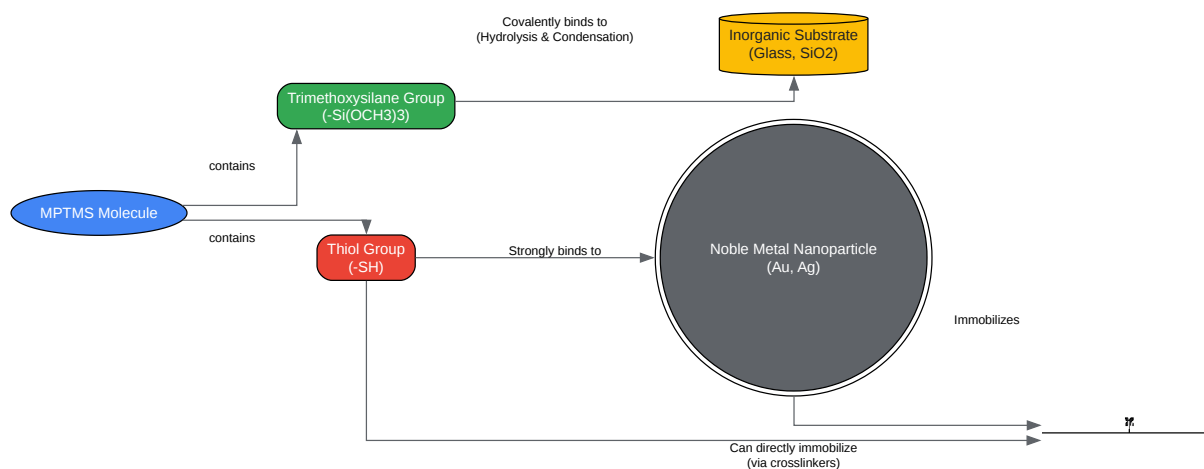 Covalently binds to
(Hydrolysis & Condensation)
Inorganic Substrate
(Glass, SiO2)
Trimethoxysilane Group
(-Si(OCH3)3)
contains
MPTMS Molecule
contains
Thiol Group
(-SH)
Strongly binds to
Noble Metal Nanoparticle
(Au, Ag)
Immobilizes
Can directly immobilize
(via crosslinkers)